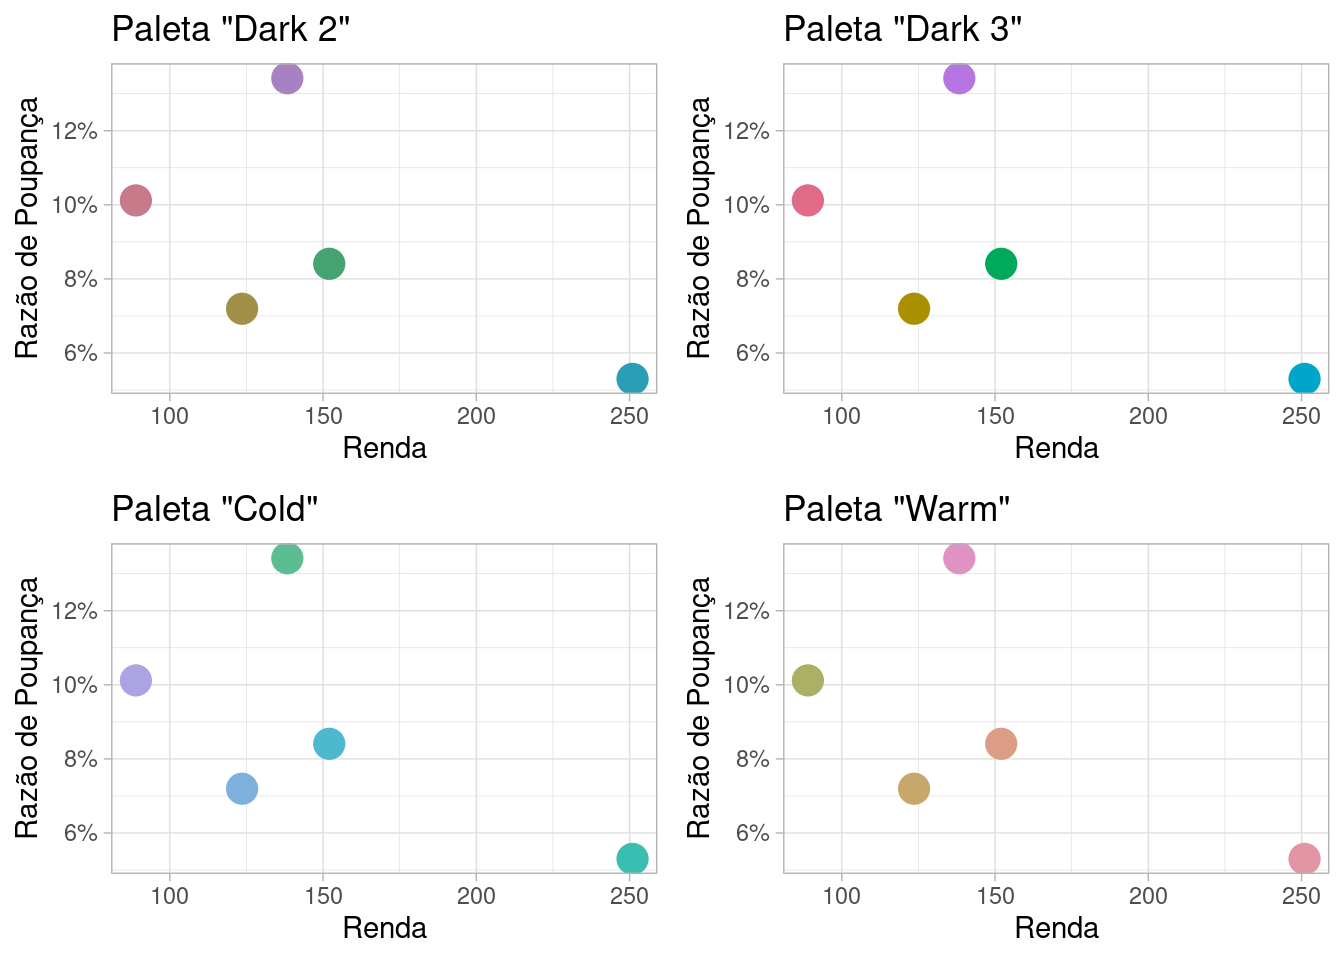 Paleta "Dark 2"
Razão de Poupança
12%
10%
8%
6%
100 150 200 250
Renda
Paleta "Dark 3"
Razão de Poupança
12%
10%
8%
6%
100 150 200 250
Renda
Paleta "Cold"
Razão de Poupança
12%
10%
8%
6%
100 150 200 250
Renda
Paleta "Warm"
Razão de Poupança
12%
10%
8%
6%
100 150 200 250
Renda